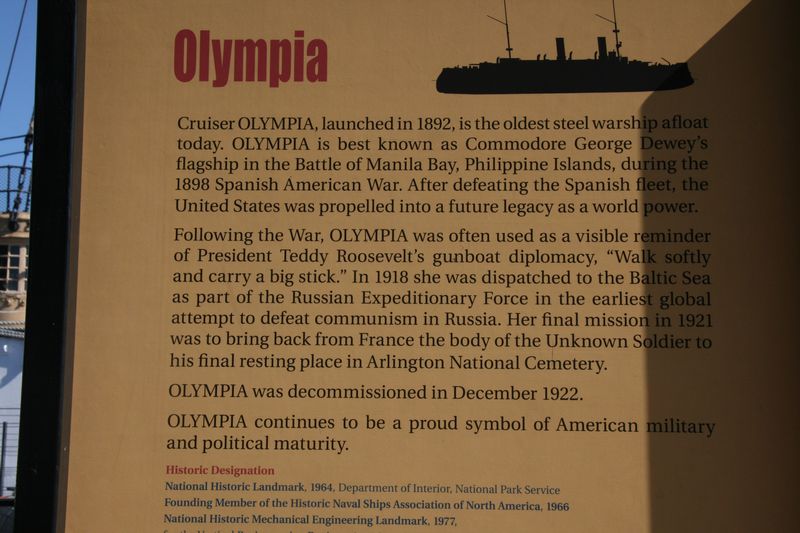 Olympia
Cruiser OLYMPIA, launched in 1892, is the oldest steel warship afloat
today. OLYMPIA is best known as Commodore George Dewey's
flagship in the Battle of Manila Bay, Philippine Islands, during the
1898 Spanish American War. After defeating the Spanish fleet, the
United States was propelled into a future legacy as a world power.
Following the War, OLYMPIA was often used as a visible reminder
of President Teddy Roosevelt's gunboat diplomacy, “Walk softly
and carry a big stick.” In 1918 she was dispatched to the Baltic Sea
as part of the Russian Expeditionary Force in the earliest global
attempt to defeat communism in Russia. Her final mission in 1921
was to bring back from France the body of the Unknown Soldier to
his final resting place in Arlington National Cemetery.
OLYMPIA was decommissioned in December 1922.
OLYMPIA continues to be a proud symbol of American military
and political maturity.
Historic Designation
National Historic Landmark, 1964, Department of Interior, National Park Service
Founding Member of the Historic Naval Ships Association of North America, 1966
National Historic Mechanical Engineering Landmark, 1977,